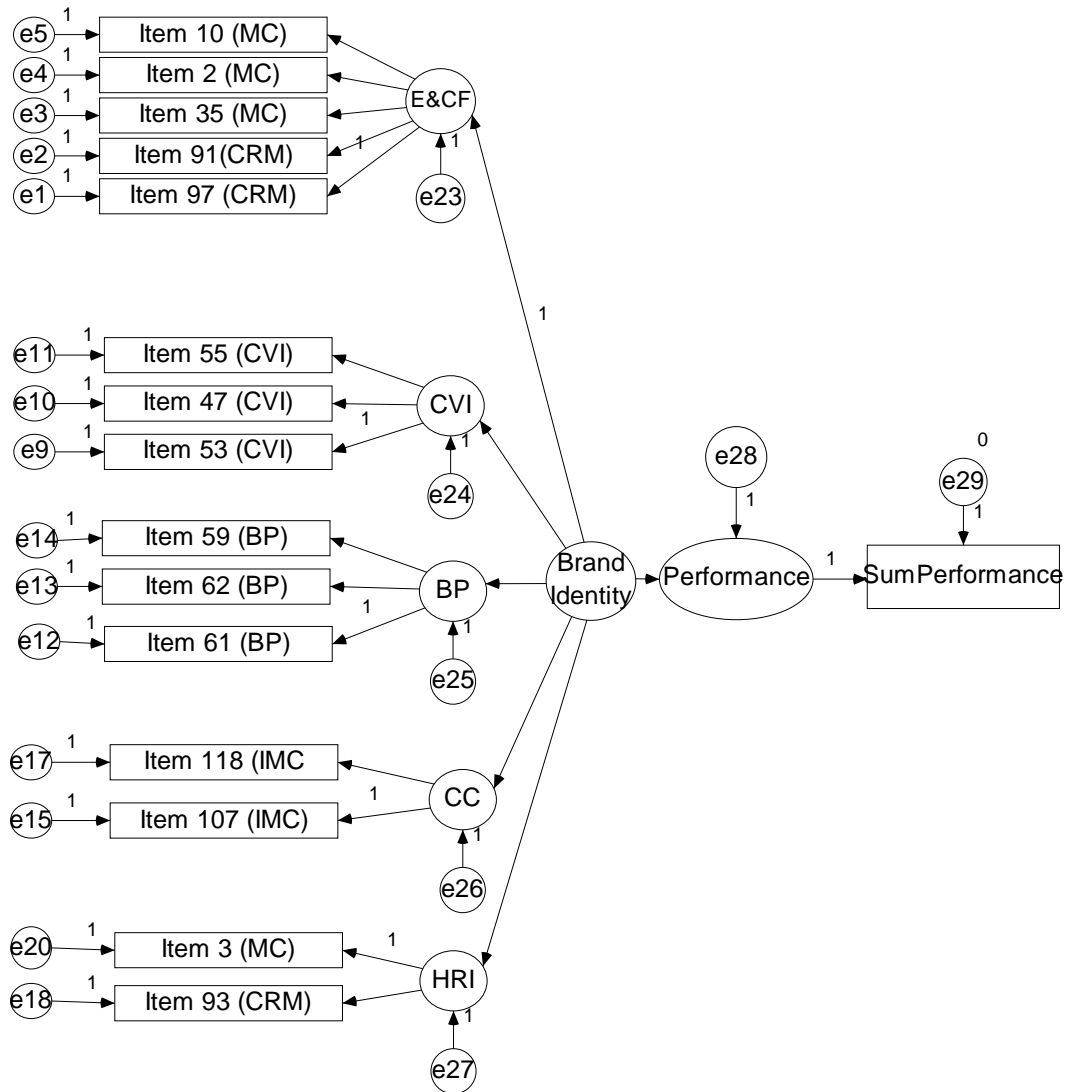 e5
1
Item 10 (MC)
e4
1
Item 2 (MC)
e3
1
Item 35 (MC)
e2
1
Item 91(CRM)
e1
1
Item 97 (CRM)
1
E&CF
1
e23
1
e11
1
Item 55 (CVI)
e10
1
Item 47 (CVI)
e9
1
Item 53 (CVI)
1
CVI
1
e24
e14
1
Item 59 (BP)
e13
1
Item 62 (BP)
e12
1
Item 61 (BP)
1
BP
1
e25
Brand
Identity
e28
1
Performance
1
0
e29
1
SumPerformance
e17
1
Item 118 (IMC
e15
1
Item 107 (IMC)
1
CC
1
e26
e20
1
Item 3 (MC)
1
e18
1
Item 93 (CRM)
HRI
1
e27